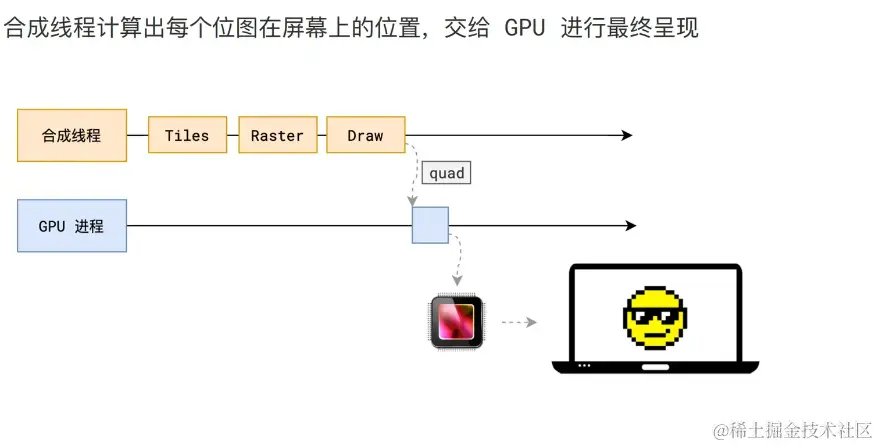 合成线程计算出每个位图在屏幕上的位置，交给 GPU 进行最终呈现
合成线程
Tiles
Raster
Draw
quad
GPU 进程
@稀土掘金技术社区